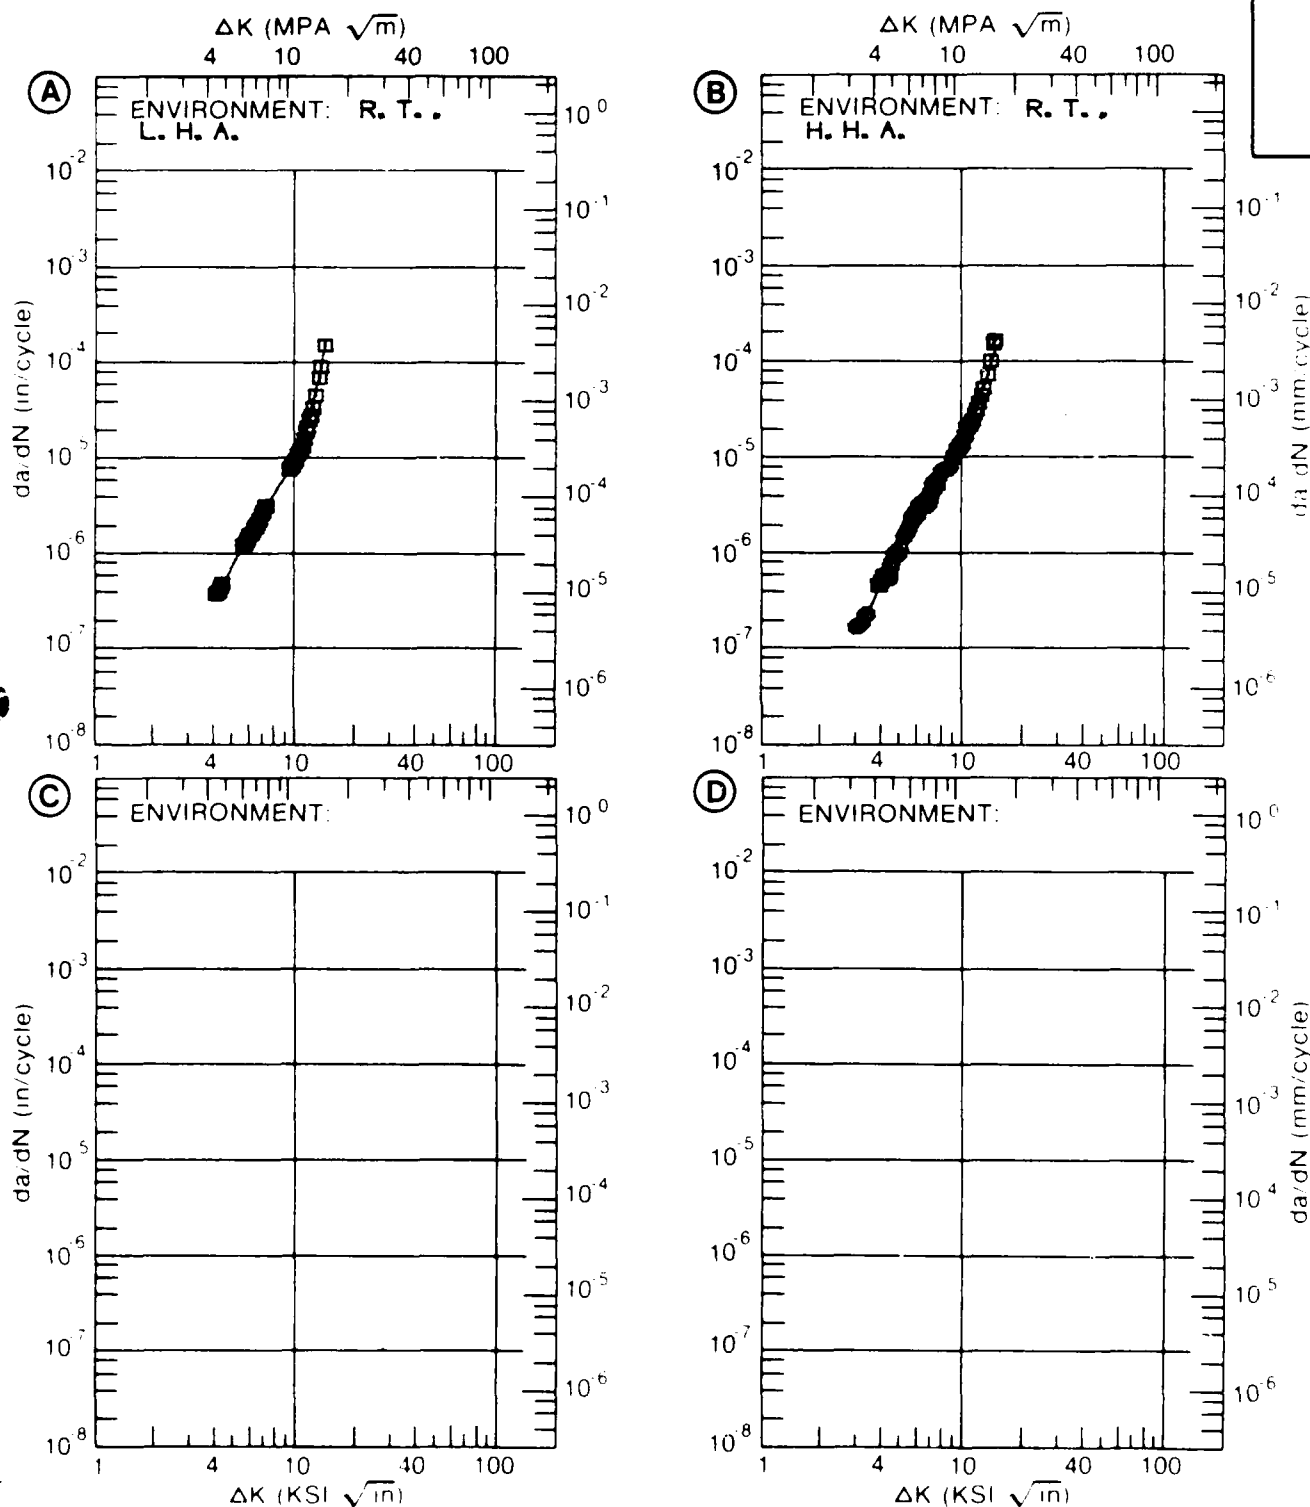 ΔK (MPA √m)
4 10 40 100
A
ENVIRONMENT: R. T.,
L. H. A.
10^0
10^-1
10^-2
10^-3
10^-4
10^-5
10^-6
10^-2
10^-3
10^-4
10^-5
10^-6
10^-7
10^-8
da/dN (in/cycle)
1 4 10 40 100
ΔK (MPA √m)
4 10 40 100
B
ENVIRONMENT: R. T.,
H. H. A.
10^-2
10^-3
10^-4
10^-5
10^-6
10^-7
10^-8
10^-1
10^-2
10^-3
10^-4
10^-5
10^-6
da dN (mm cycle)
1 4 10 40 100
C
ENVIRONMENT:
10^-2
10^-3
10^-4
10^-5
10^-6
10^-7
10^-8
da/dN (in/cycle)
10^0
10^-1
10^-2
10^-3
10^-4
10^-5
10^-6
1 4 10 40 100
ΔK (KSI √in)
D
ENVIRONMENT:
10^-2
10^-3
10^-4
10^-5
10^-6
10^-7
10^-8
10^0
10^-1
10^-2
10^-3
10^-4
10^-5
10^-6
da/dN (mm/cycle)
1 4 10 40 100
ΔK (KSI √in)